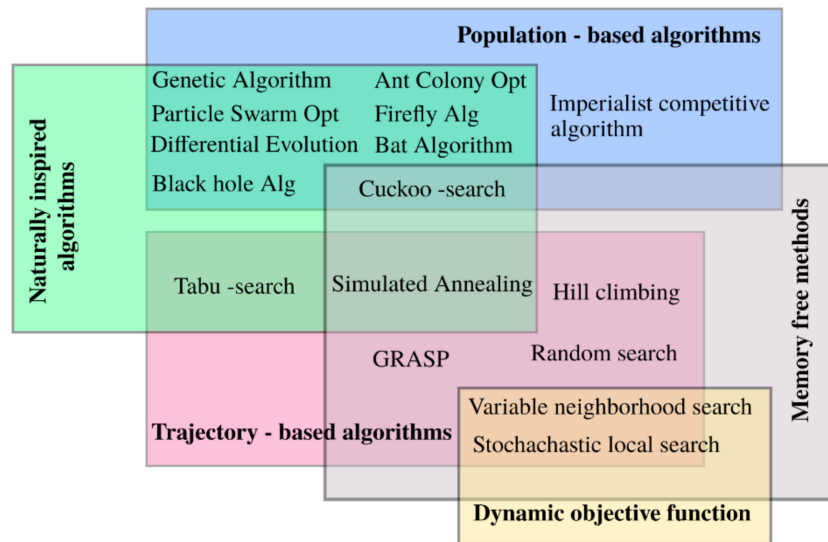 Population - based algorithms
Genetic Algorithm
Ant Colony Opt
Imperialist competitive
algorithm
Particle Swarm Opt
Firefly Alg
Differential Evolution
Bat Algorithm
Black hole Alg
Cuckoo -search
Naturally inspired
algorithms
Tabu -search
Simulated Annealing
Hill climbing
Memory free methods
GRASP
Random search
Variable neighborhood search
Trajectory - based algorithms
Stochachastic local search
Dynamic objective function